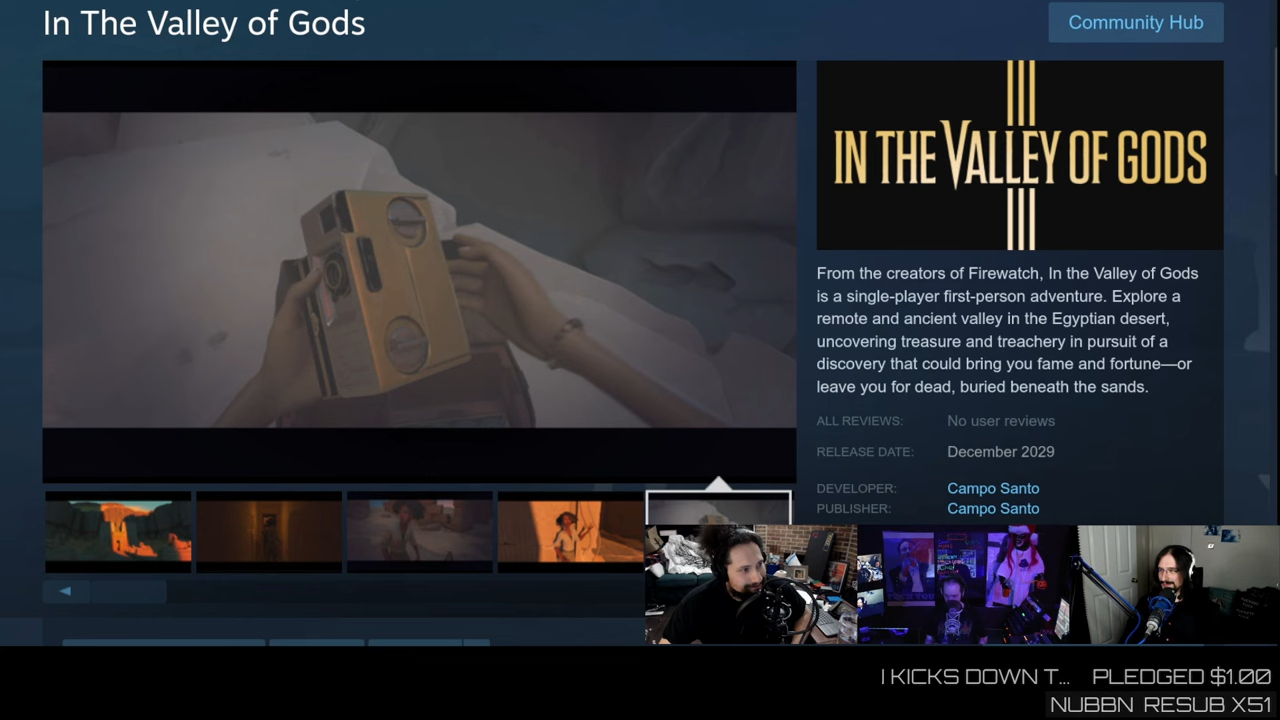 In The Valley of Gods
Community Hub
IN THE VALLEY OF GODS
From the creators of Firewatch, In the Valley of Gods
is a single-player first-person adventure. Explore a
remote and ancient valley in the Egyptian desert,
uncovering treasure and treachery in pursuit of a
discovery that could bring you fame and fortune—or
leave you for dead, buried beneath the sands.
ALL REVIEWS: No user reviews
RELEASE DATE: December 2029
DEVELOPER: Campo Santo
PUBLISHER: Campo Santo
I KICKS DOWN T... PLEDGED $1.00
NUBBN RESUB X51